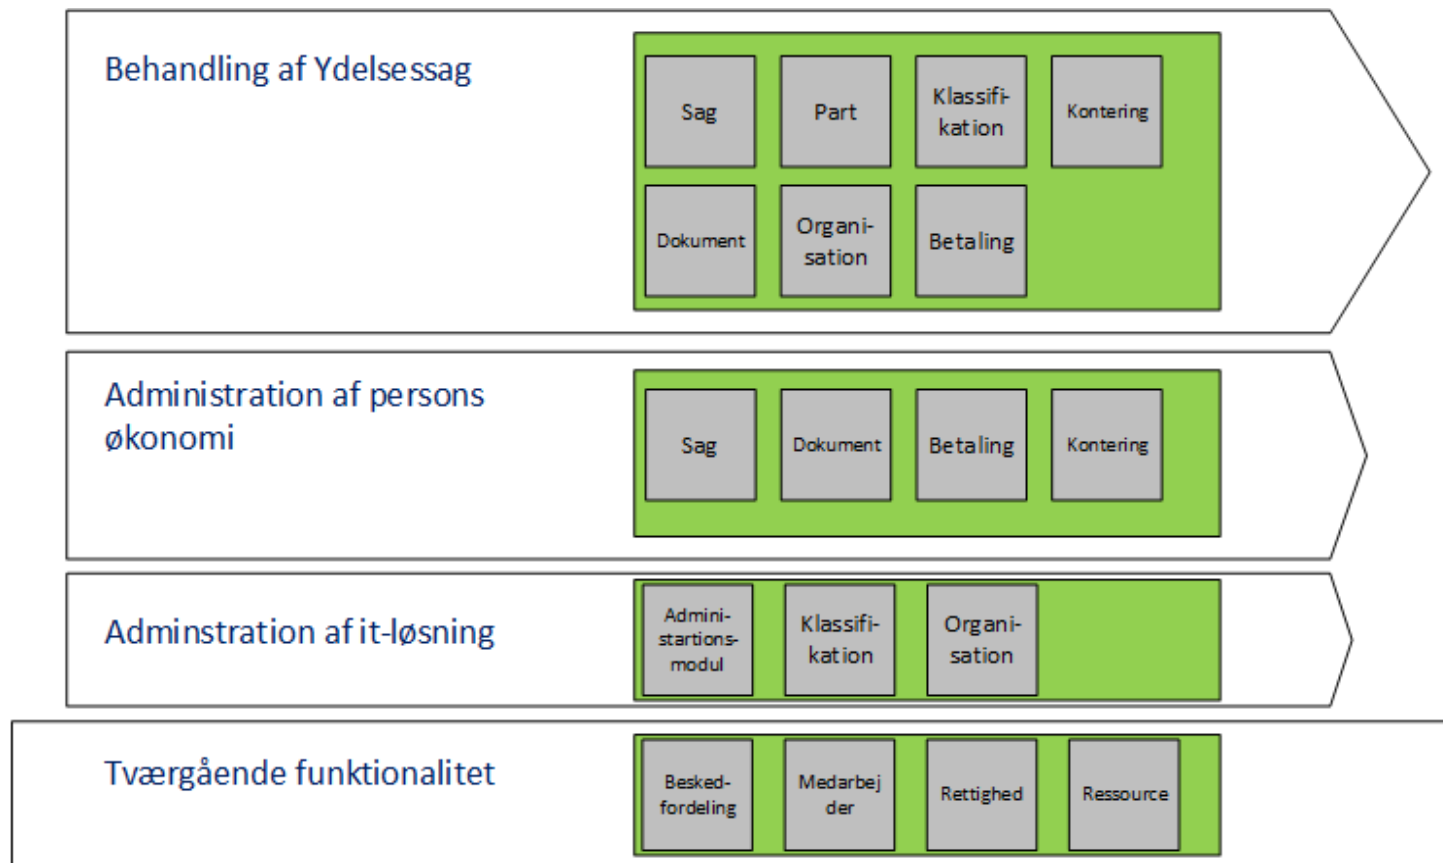 Behandling af Ydelsessag
Sag
Part
Klassifi-
kation
Kontering
Dokument
Organi-
sation
Betaling
Administration af persons
økonomi
Sag
Dokument
Betaling
Kontering
Adminstration af it-løsning
Admini-
startions-
modul
Klassifi-
kation
Organi-
sation
Tværgående funktionalitet
Besked-
fordeling
Medarbej
der
Rettighed
Ressource